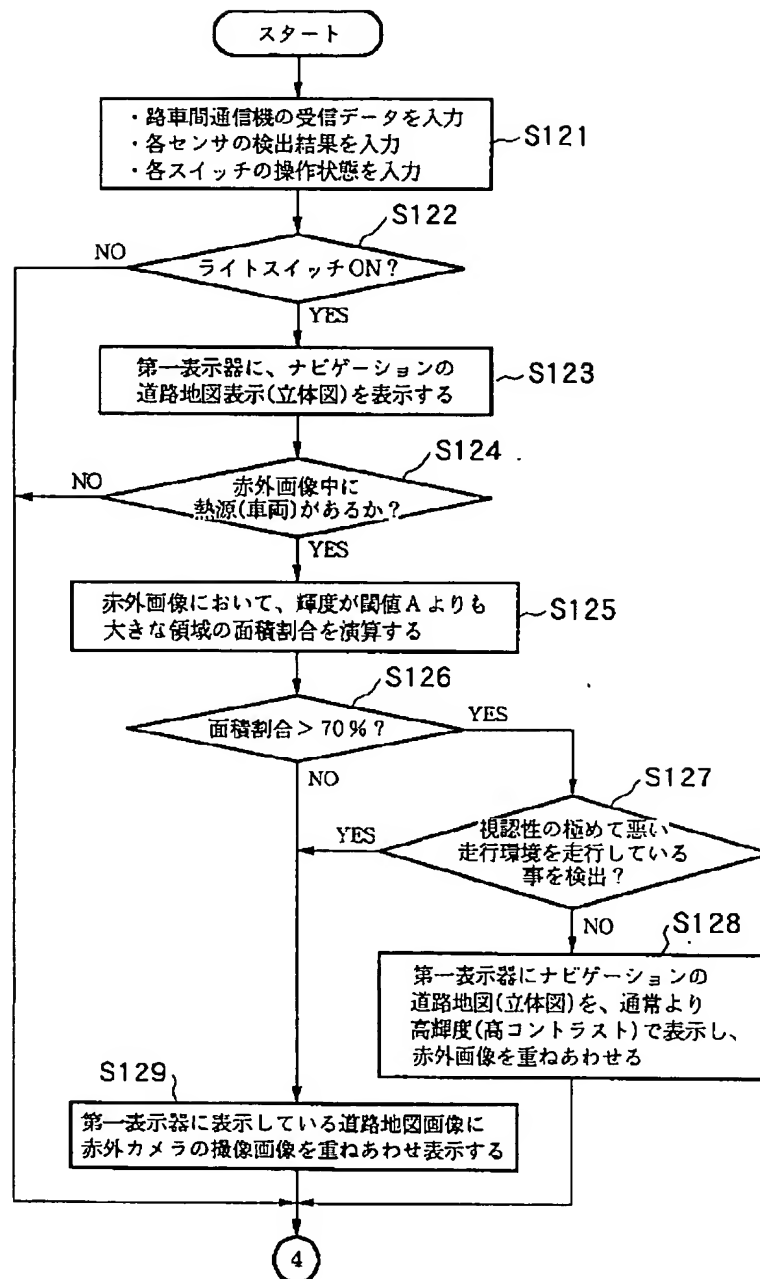 スタート
・路車間通信機の受信データを入力
・各センサの検出結果を入力
・各スイッチの操作状態を入力
S121
S122
NO
ライトスイッチON?
YES
第一表示器に、ナビゲーションの
道路地図表示(立体図)を表示する
S123
S124
NO
赤外画像中に
熱源(車両)があるか?
YES
赤外画像において、輝度が閾値Aよりも
大きな領域の面積割合を演算する
S125
S126
面積割合>70%?
YES
NO
S127
YES
視認性の極めて悪い
走行環境を走行している
事を検出?
NO
S128
第一表示器にナビゲーションの
道路地図(立体図)を、通常より
高輝度(高コントラスト)で表示し、
赤外画像を重ねあわせる
S129
第一表示器に表示している道路地図画像に
赤外カメラの撮像画像を重ねあわせ表示する
4